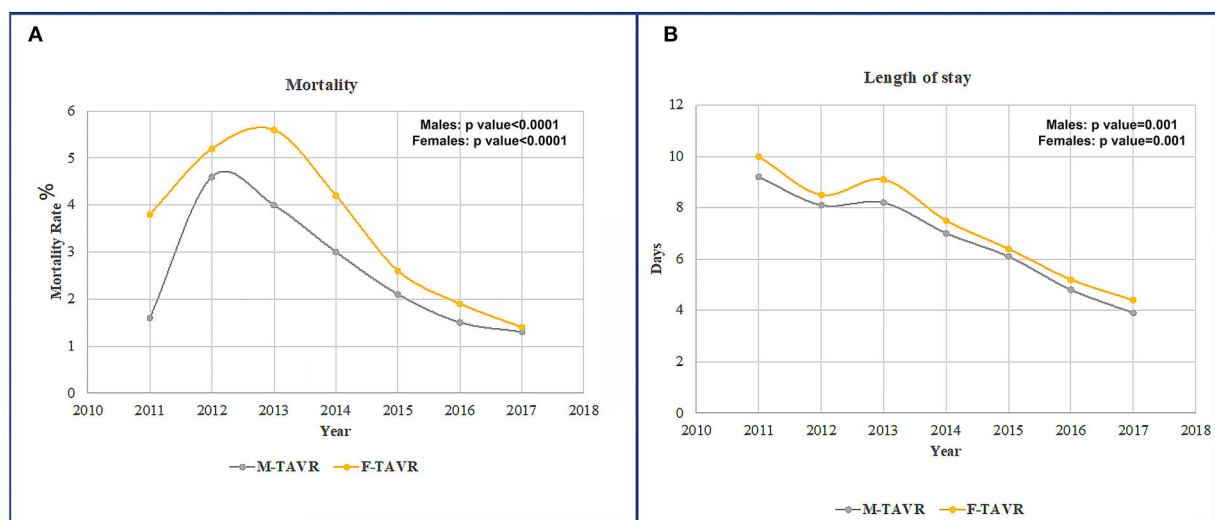 A
Mortality
Males: p value<0.0001
Females: p value<0.0001
Mortality Rate %
6
5
4
3
2
1
0
2010 2011 2012 2013 2014 2015 2016 2017 2018
Year
M-TAVR F-TAVR
B
Length of stay
Males: p value=0.001
Females: p value=0.001
Days
12
10
8
6
4
2
0
2010 2011 2012 2013 2014 2015 2016 2017 2018
Year
M-TAVR F-TAVR